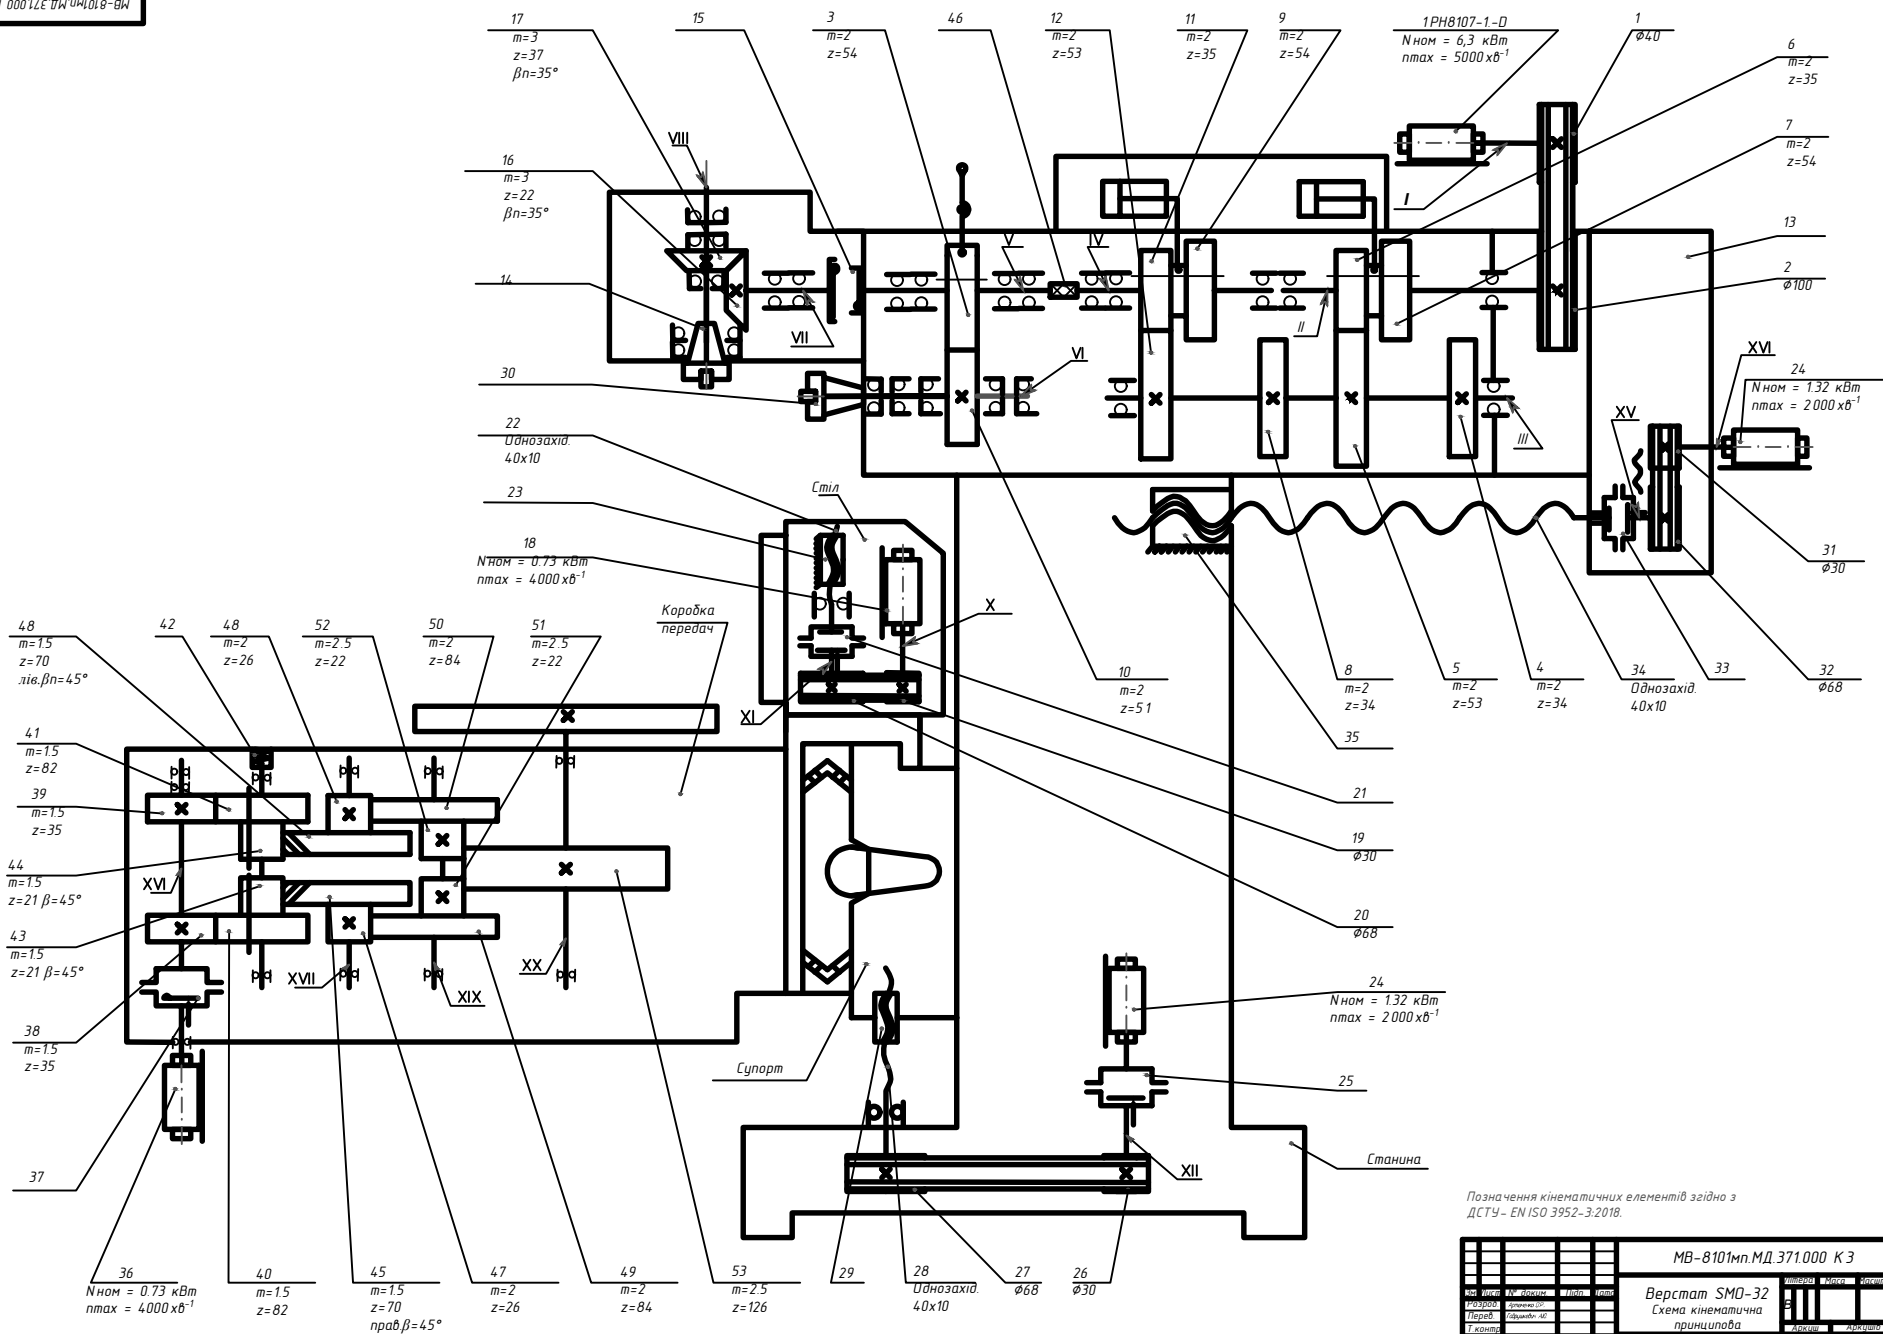 МВ-8101мп.МД.371.000
17
m=3
z=37
βn=35°
15
3
m=2
z=54
46
12
m=2
z=53
11
m=2
z=35
9
m=2
z=54
1PH8107-1.-D
Nном = 6,3 кВт
nmax = 5000 хв⁻¹
1
Ø40
6
m=2
z=35
7
m=2
z=54
13
2
Ø100
16
m=3
z=22
βn=35°
VIII
14
VII
V
IV
I
II
III
VI
30
XVI
24
Nном = 1.32 кВт
nmax = 2000 хв⁻¹
XV
22
Однозахід.
40x10
23
Стіл
18
Nном = 0.73 кВт
nmax = 4000 хв⁻¹
X
XI
31
Ø30
32
Ø68
33
34
Однозахід.
40x10
4
m=2
z=34
5
m=2
z=53
8
m=2
z=34
10
m=2
z=51
35
21
19
Ø30
20
Ø68
48
m=1.5
z=70
лів.βn=45°
42
48
m=2
z=26
52
m=2.5
z=22
50
m=2
z=84
51
m=2.5
z=22
Коробка
передач
41
m=1.5
z=82
39
m=1.5
z=35
44
m=1.5
z=21 β=45°
43
m=1.5
z=21 β=45°
38
m=1.5
z=35
37
XVI
XVII
XIX
XX
Супорт
24
Nном = 1.32 кВт
nmax = 2000 хв⁻¹
25
XII
Станина
36
Nном = 0.73 кВт
nmax = 4000 хв⁻¹
40
m=1.5
z=82
45
m=1.5
z=70
прав.β=45°
47
m=2
z=26
49
m=2
z=84
53
m=2.5
z=126
29
28
Однозахід.
40x10
27
Ø68
26
Ø30
Позначення кінематичних елементів згідно з
ДСТУ- EN ISO 3952-3:2018.
МВ-8101мп.МД.371.000 К3
Верстат SMO-32
Схема кінематична
принципова
Літера Маса
В
№ докум. Підп.
Розроб.
Перев.
Т.контр
Аркуш Аркушів